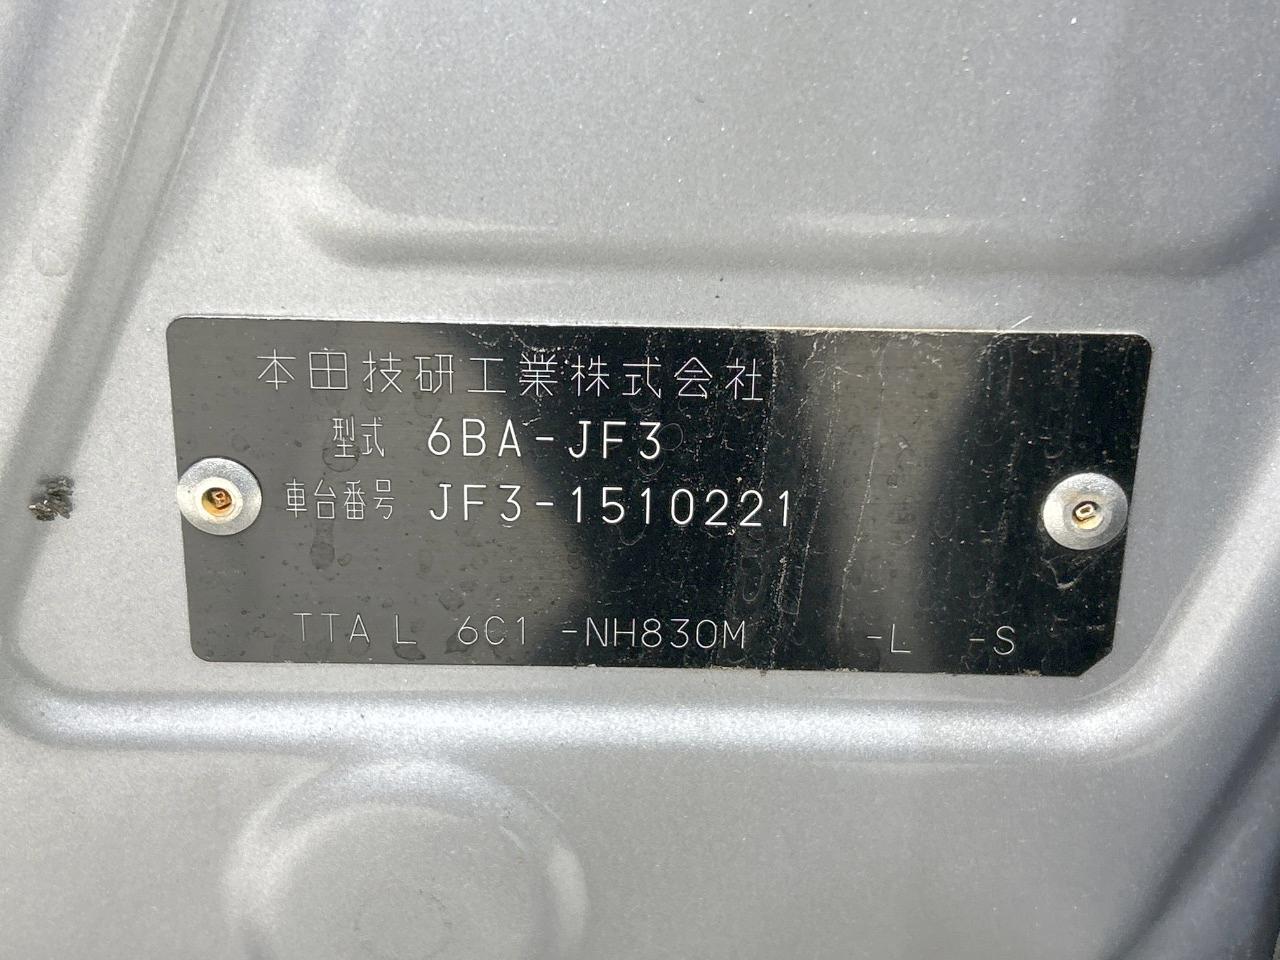 本田技研工業株式会社
型式 6BA-JF3
車台番号 JF3-1510221
TTA L 6C1 -NH830M -L -S